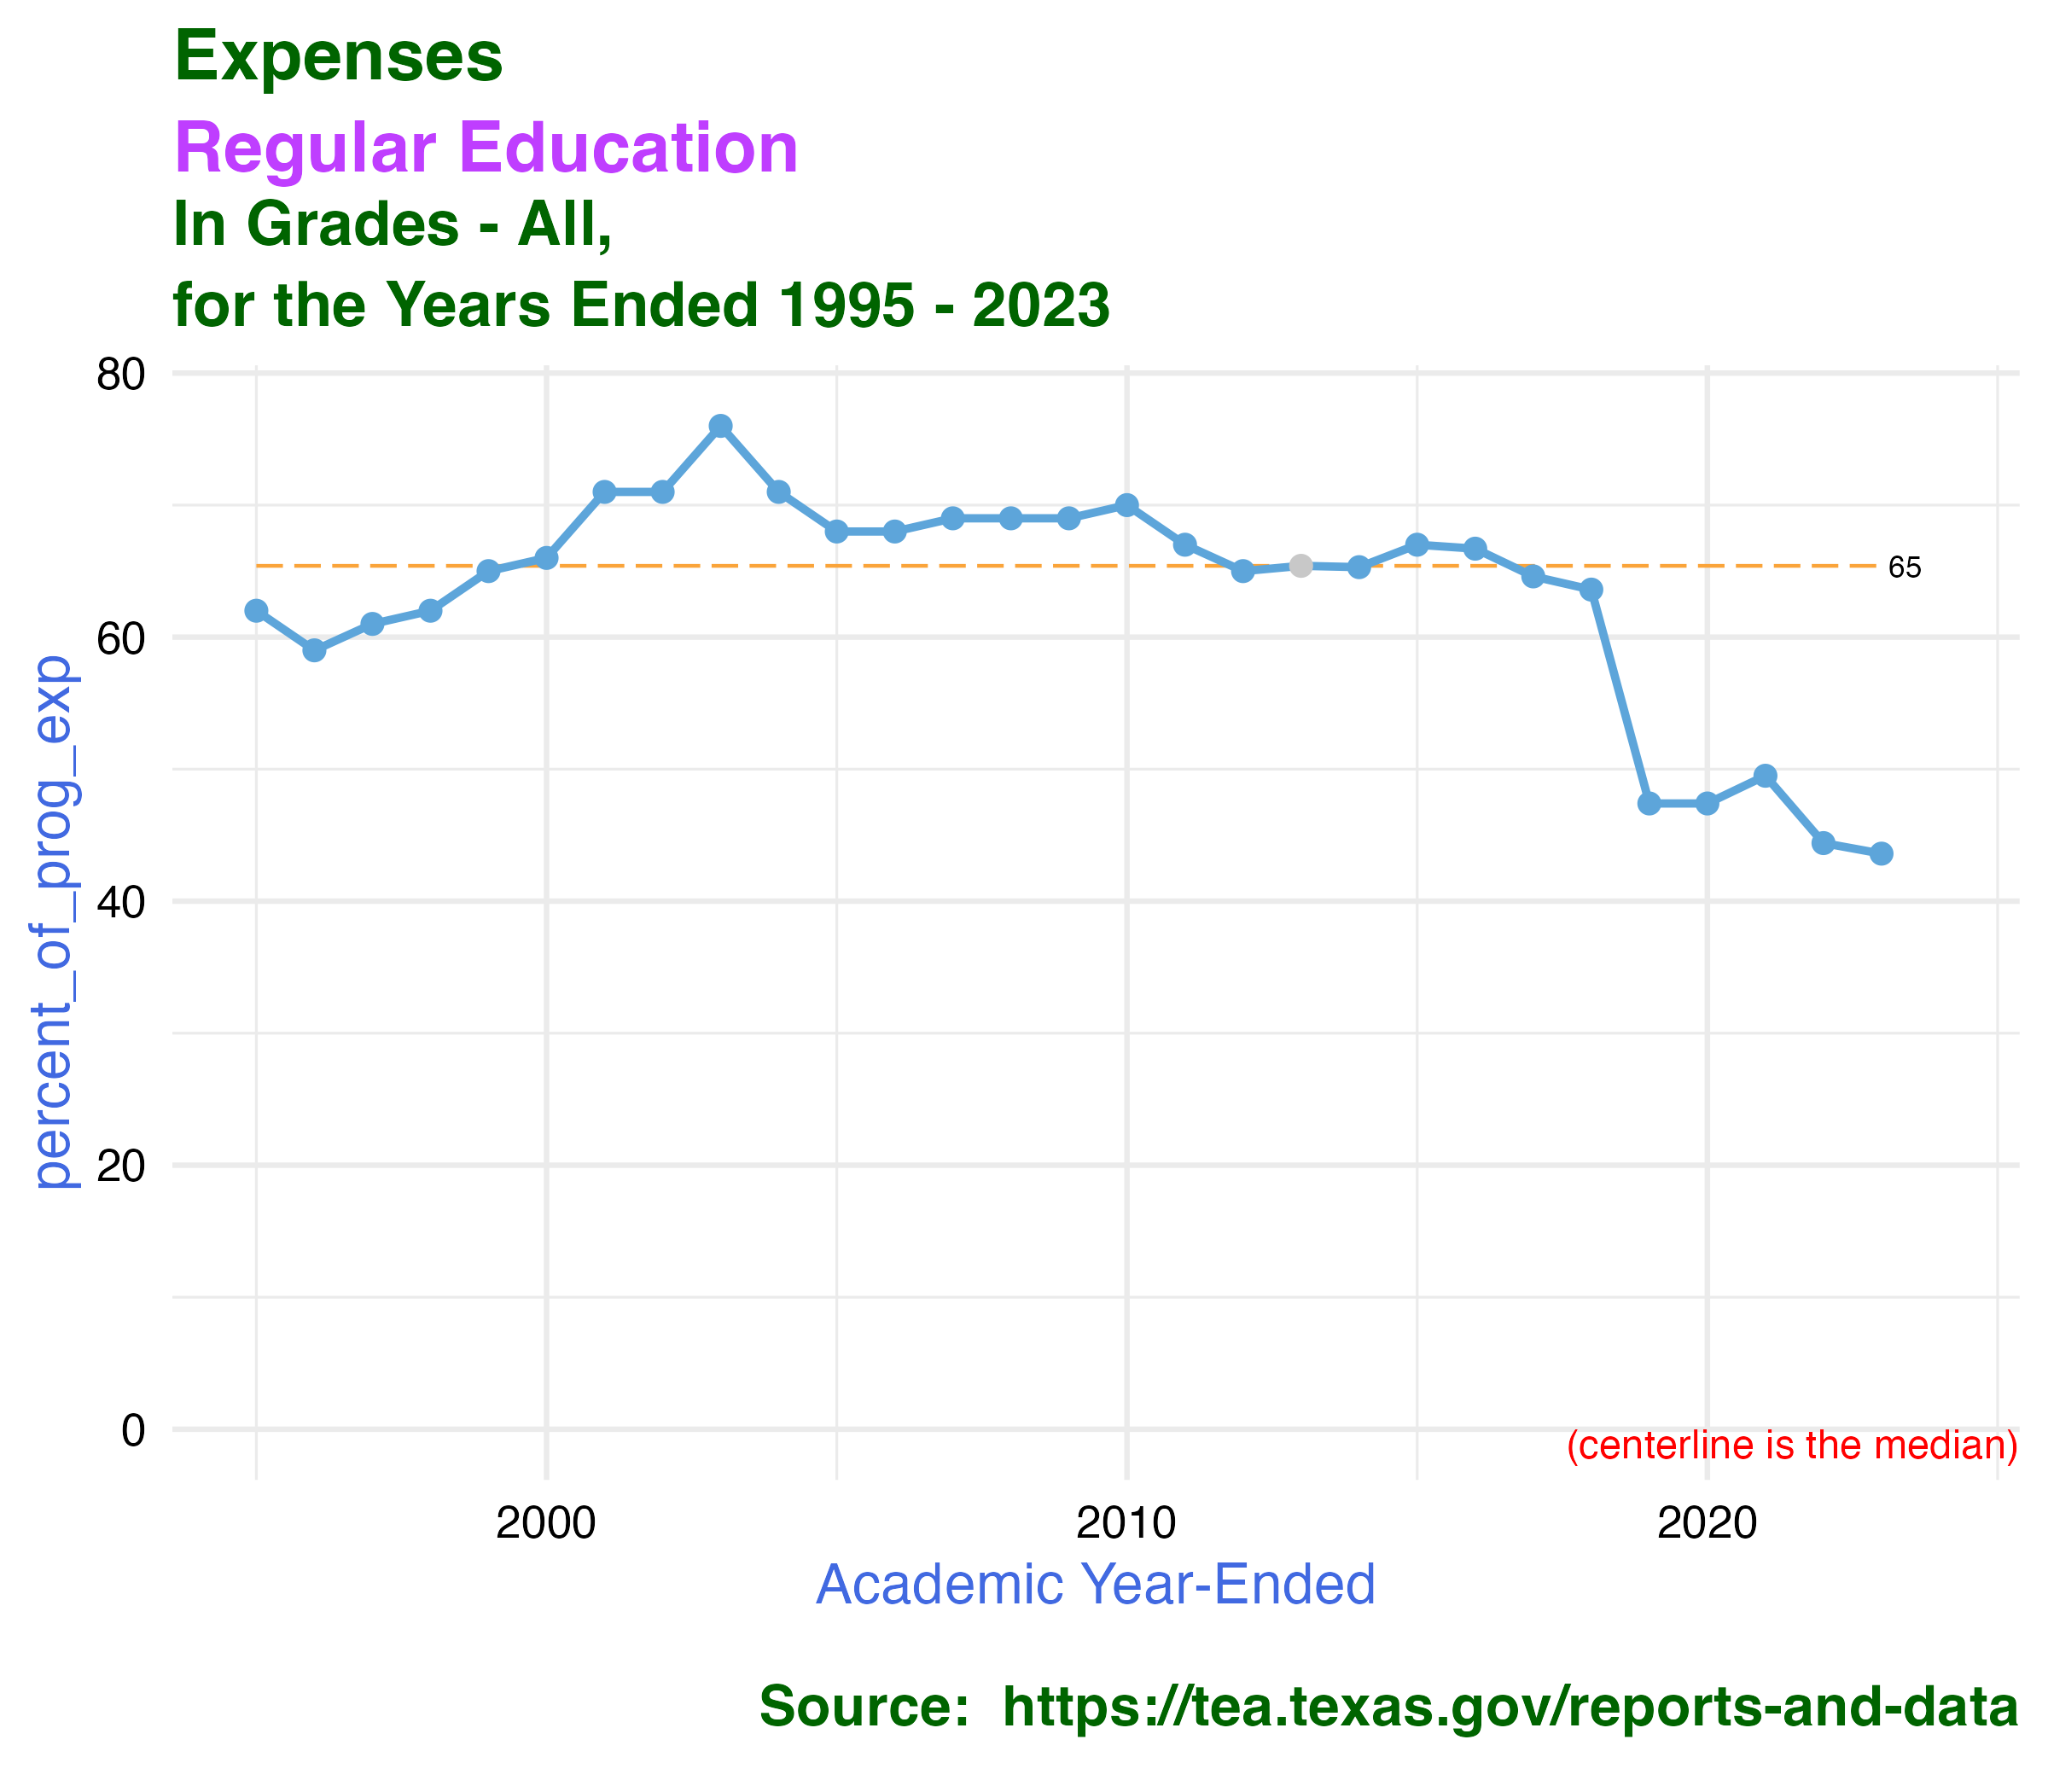 Expenses
Regular Education
In Grades - All,
for the Years Ended 1995 - 2023
80
60
40
20
0
percent_of_prog_exp
65
(centerline is the median)
2000 2010 2020
Academic Year-Ended
Source:  https://tea.texas.gov/reports-and-data